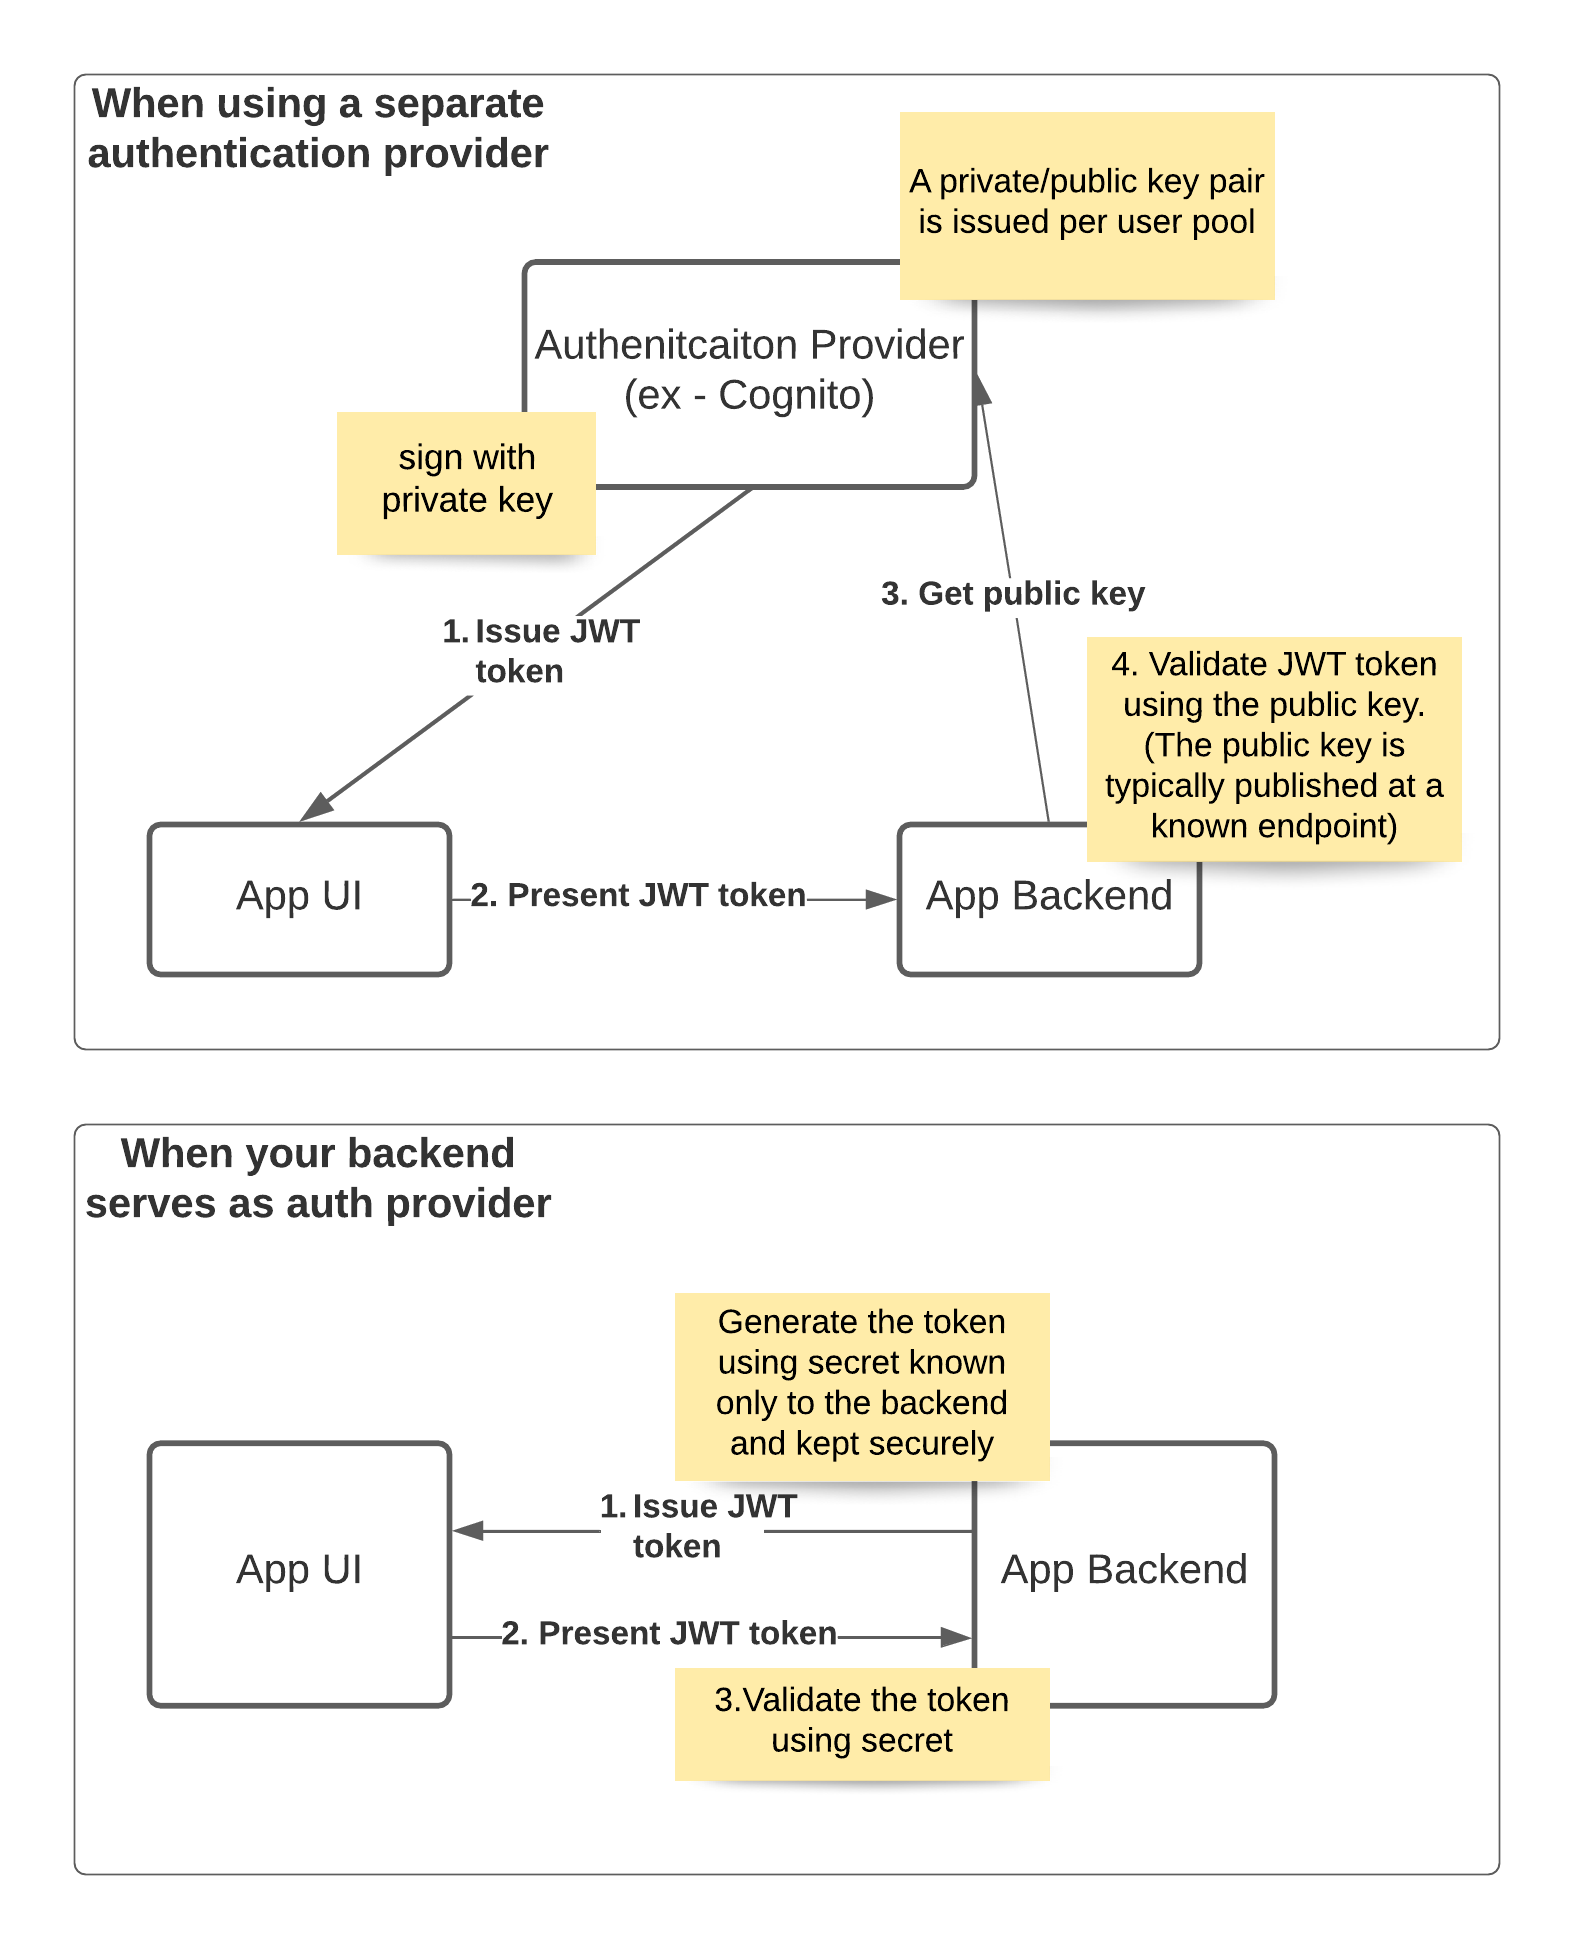 When using a separate
authentication provider
A private/public key pair
is issued per user pool
Authenitcaiton Provider
(ex - Cognito)
sign with
private key
1. Issue JWT
token
3. Get public key
4. Validate JWT token
using the public key.
(The public key is
typically published at a
known endpoint)
App UI
2. Present JWT token
App Backend
When your backend
serves as auth provider
Generate the token
using secret known
only to the backend
and kept securely
1. Issue JWT
token
App UI
App Backend
2. Present JWT token
3.Validate the token
using secret